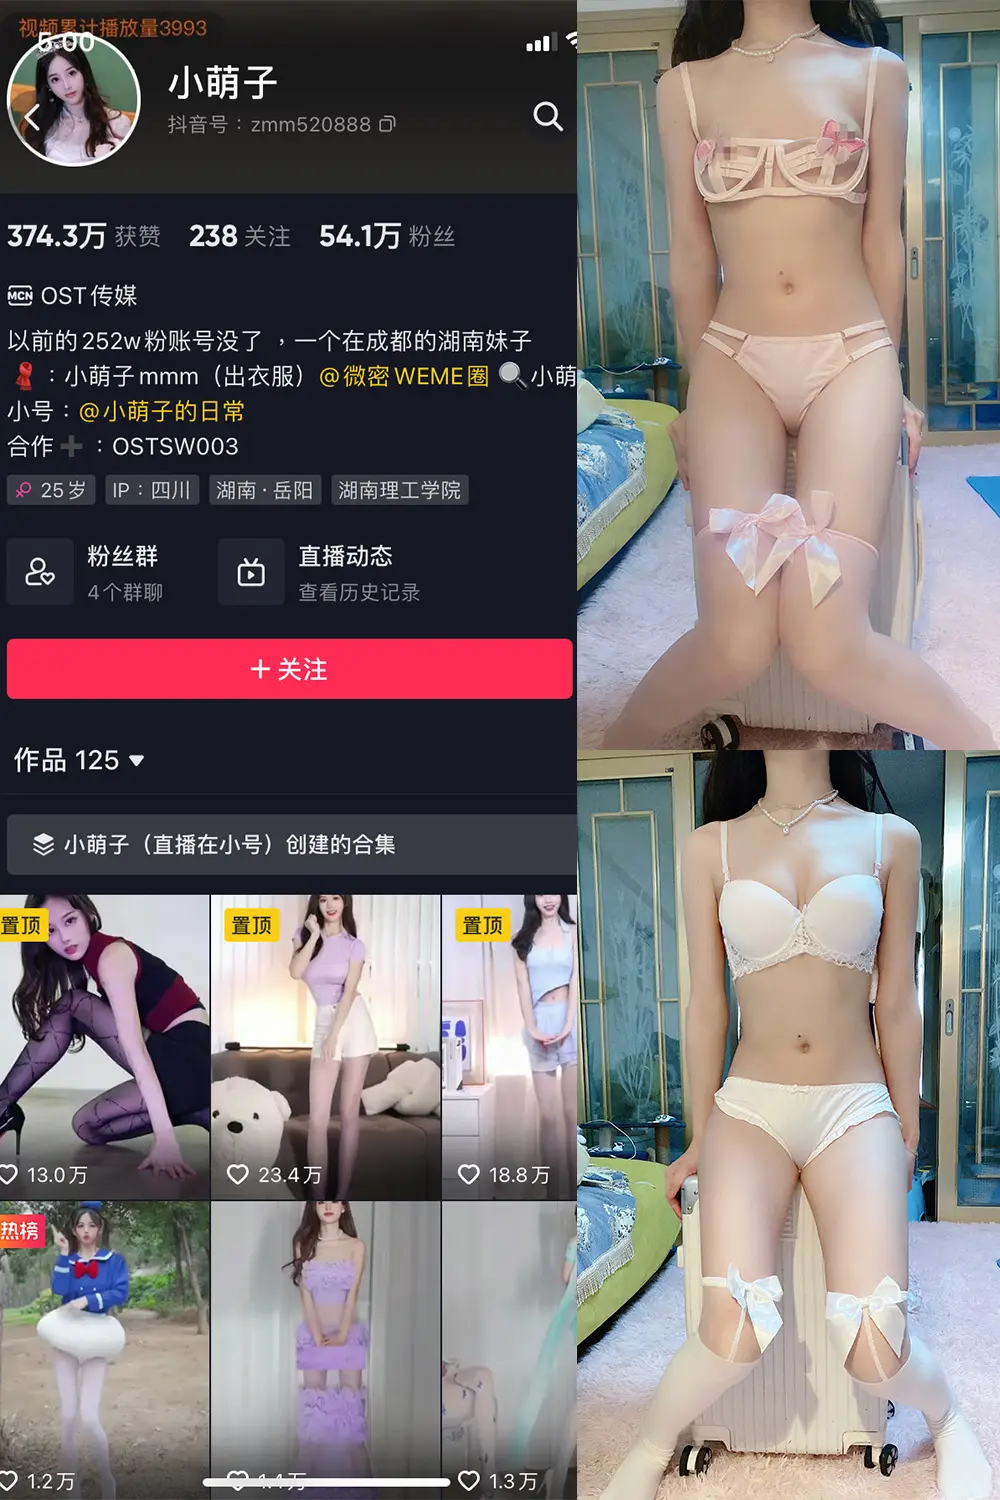 视频累计播放量3993
5:00
小萌子
抖音号：zmm520888
374.3万 获赞 238 关注 54.1万 粉丝
MCN OST传媒
以前的252w粉账号没了 ，一个在成都的湖南妹子
：小萌子mmm（出衣服）@微密WEME圈 小萌
小号：@小萌子的日常
合作 ：OSTSW003
25岁 IP：四川 湖南·岳阳 湖南理工学院
粉丝群 直播动态
4个群聊 查看历史记录
+ 关注
作品 125
小萌子（直播在小号）创建的合集
置顶 置顶 置顶
13.0万 23.4万 18.8万
热榜
1.2万 1.4万 1.3万